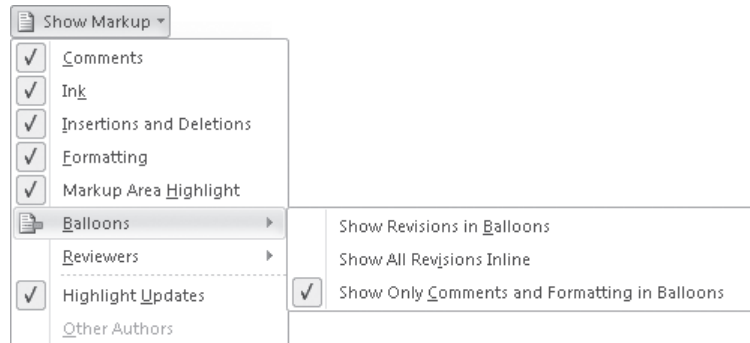 Show Markup
Comments
Ink
Insertions and Deletions
Formatting
Markup Area Highlight
Balloons
Show Revisions in Balloons
Reviewers
Show All Revisions Inline
Highlight Updates
Show Only Comments and Formatting in Balloons
Other Authors